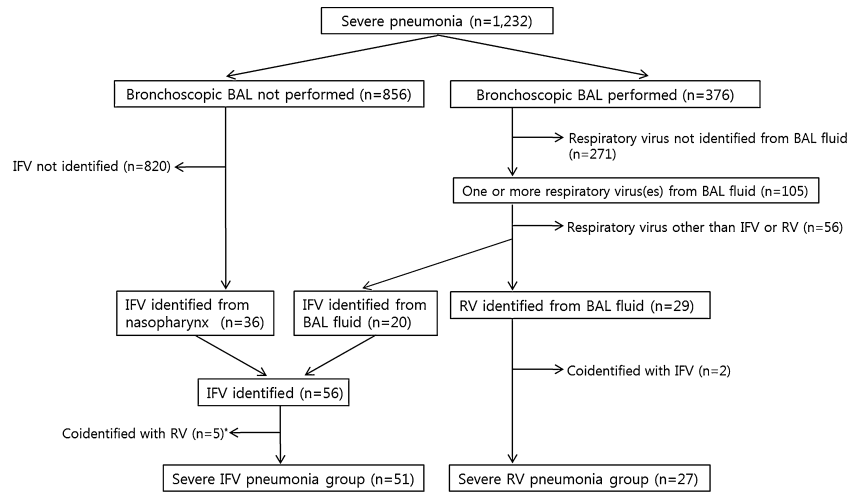 Severe pneumonia (n=1,232)
Bronchoscopic BAL not performed (n=856)
Bronchoscopic BAL performed (n=376)
IFV not identified (n=820)
Respiratory virus not identified from BAL fluid
(n=271)
One or more respiratory virus(es) from BAL fluid (n=105)
Respiratory virus other than IFV or RV (n=56)
IFV identified from
nasopharynx (n=36)
IFV identified from
BAL fluid (n=20)
RV identified from BAL fluid (n=29)
IFV identified (n=56)
Coidentified with IFV (n=2)
Coidentified with RV (n=5)*
Severe IFV pneumonia group (n=51)
Severe RV pneumonia group (n=27)